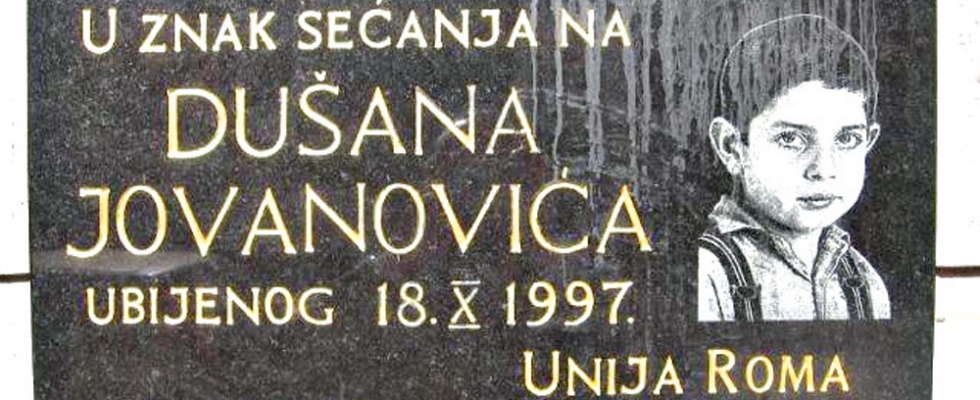 U ZNAK SEĆANJA NA
DUŠANA
JOVANOVIĆA
UBIJENOG 18. X 1997.
UNIJA ROMA